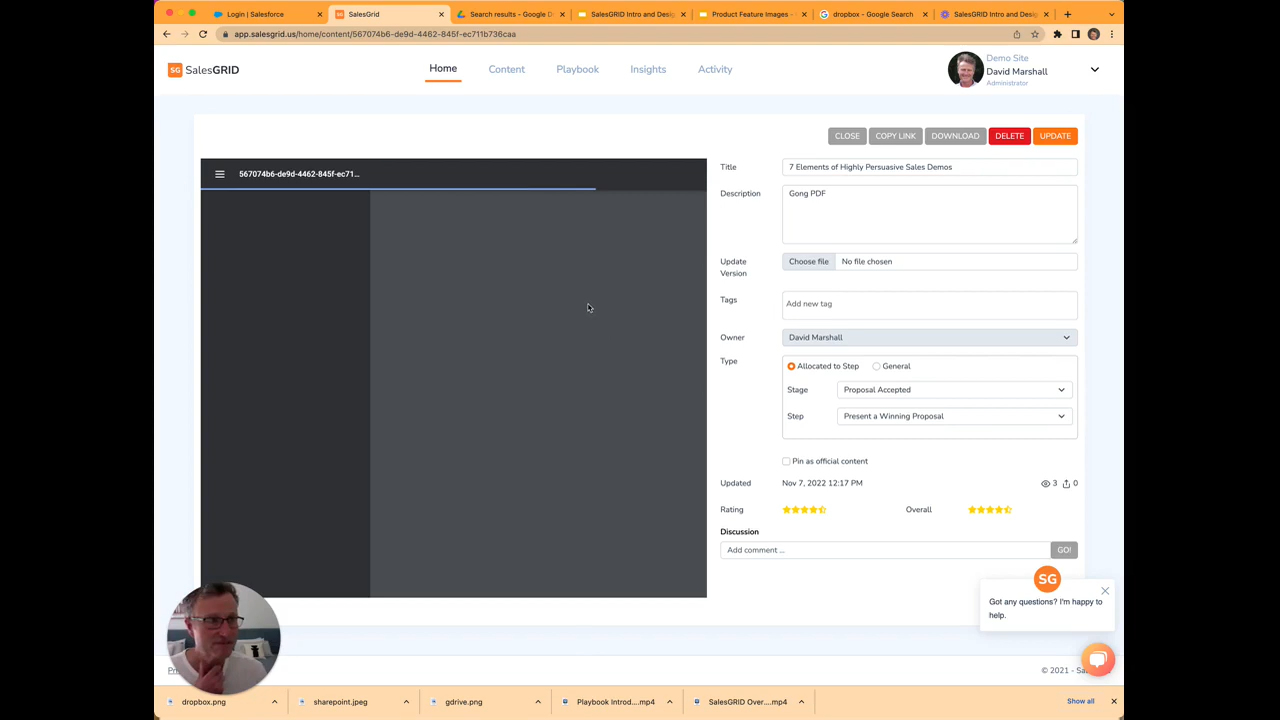 Login | Salesforce
SalesGrid
Search results - Google D
SalesGRID Intro and Desig
Product Feature Images -
dropbox - Google Search
SalesGRID Intro and Desig
app.salesgrid.us/home/content/567074b6-de9d-4462-845f-ec711b736caa
SG SalesGRID
Home
Content
Playbook
Insights
Activity
Demo Site
David Marshall
Administrator
CLOSE
COPY LINK
DOWNLOAD
DELETE
UPDATE
567074b6-de9d-4462-845f-ec71...
Title
7 Elements of Highly Persuasive Sales Demos
Description
Gong PDF
Update
Version
Choose file
No file chosen
Tags
Add new tag
Owner
David Marshall
Type
Allocated to Step
General
Stage
Proposal Accepted
Step
Present a Winning Proposal
Pin as official content
Updated
Nov 7, 2022 12:17 PM
3
0
Rating
Overall
Discussion
Add comment ...
GO!
SG
Got any questions? I'm happy to
help.
© 2021 - Sa
dropbox.png
sharepoint.jpeg
gdrive.png
Playbook Introd....mp4
SalesGRID Over....mp4
Show all